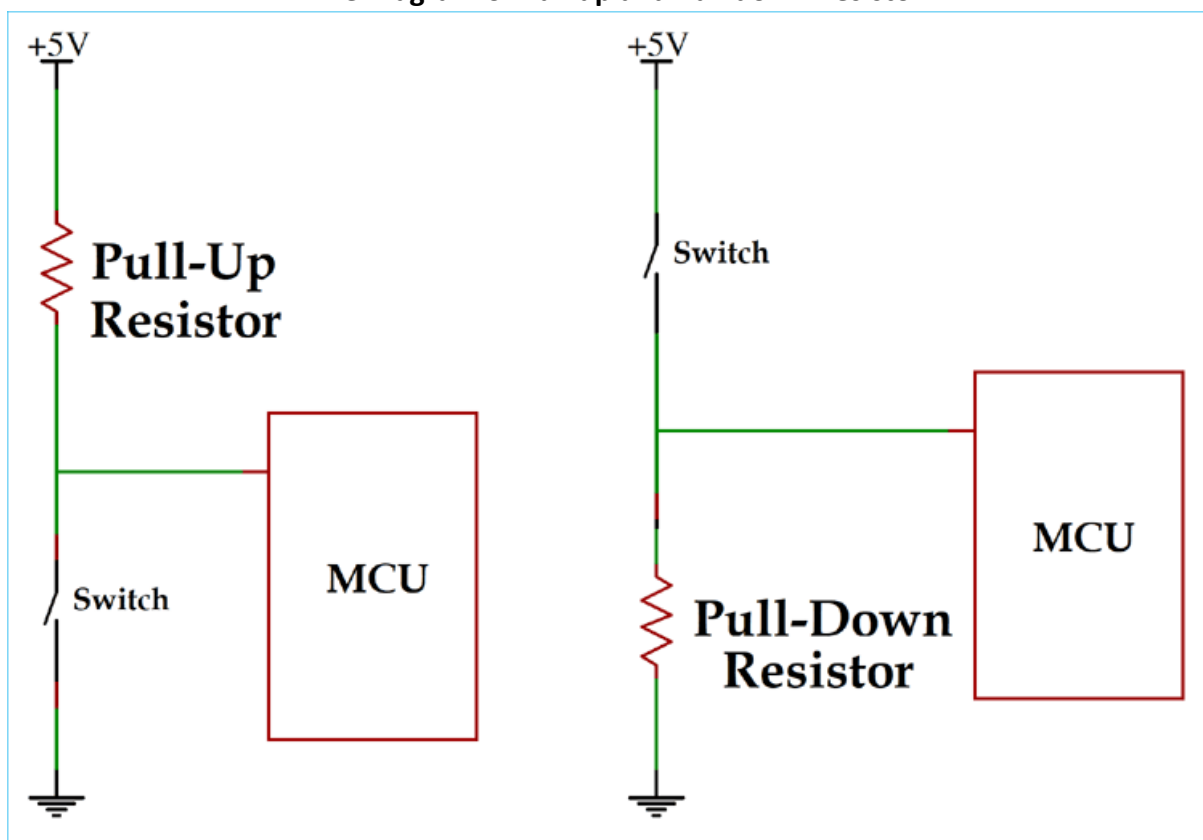 +5V
Pull-Up
Resistor
MCU
Switch
+5V
Switch
MCU
Pull-Down
Resistor